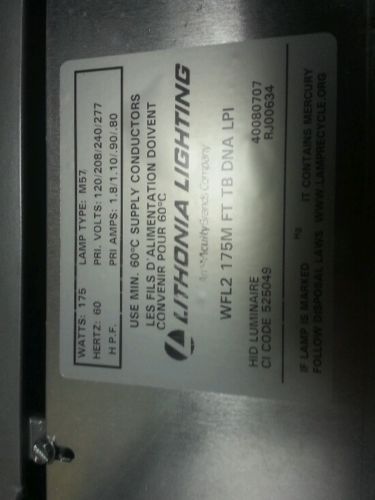 WATTS: 175 LAMP TYPE: M57
HERTZ: 60 PRI. VOLTS: 120/208/240/277
H P.F. PRI AMPS: 1.8/1.10/.90/.80
USE MIN. 60°C SUPPLY CONDUCTORS
LES FILS D'ALIMENTATION DOIVENT
CONVENIR POUR 60°C
LITHONIA LIGHTING
An AcuityBrands Company
WFL2 175M FT TB DNA LPI
HID LUMINAIRE 40080707
CI CODE 525049 RJ00634
IF LAMP IS MARKED Hg IT CONTAINS MERCURY
FOLLOW DISPOSAL LAWS WWW.LAMPRECYCLE.ORG